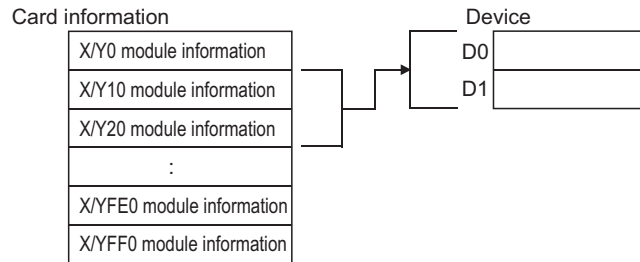 Card information
X/Y0 module information
X/Y10 module information
X/Y20 module information
:
X/YFE0 module information
X/YFF0 module information
Device
D0
D1